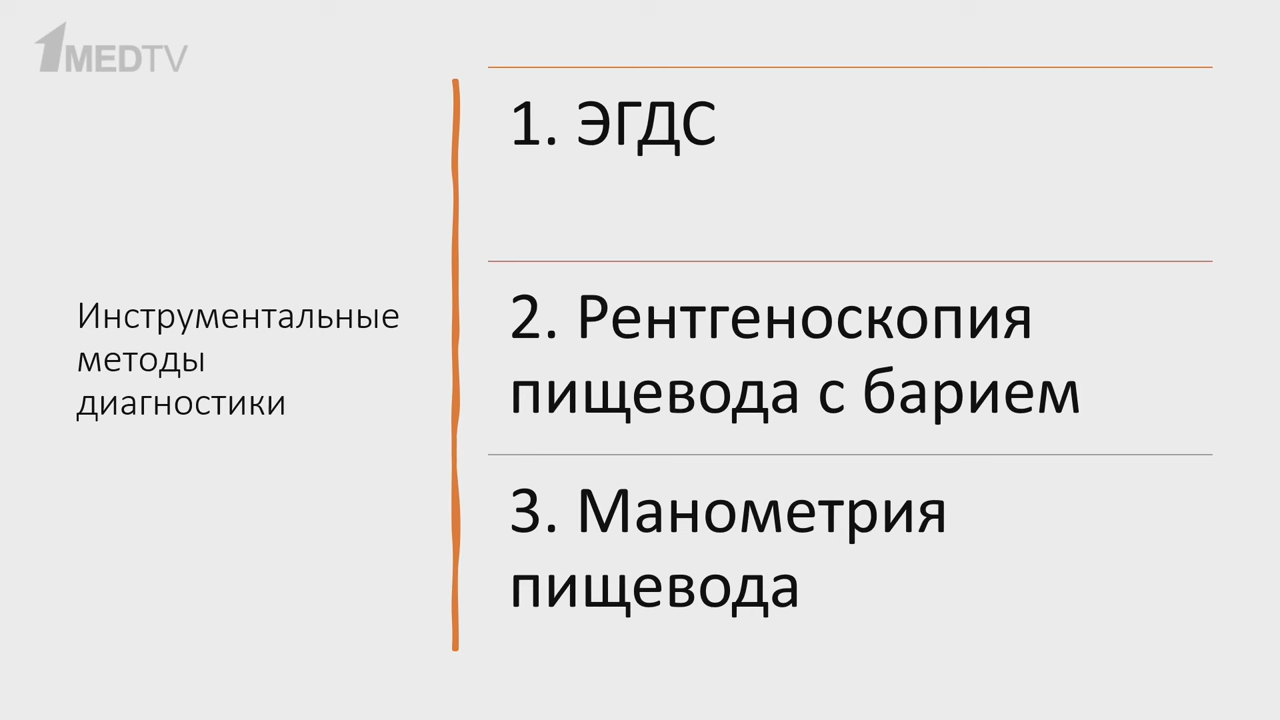 1MEDTV
Инструментальные
методы
диагностики
1. ЭГДС
2. Рентгеноскопия
пищевода с барием
3. Манометрия
пищевода